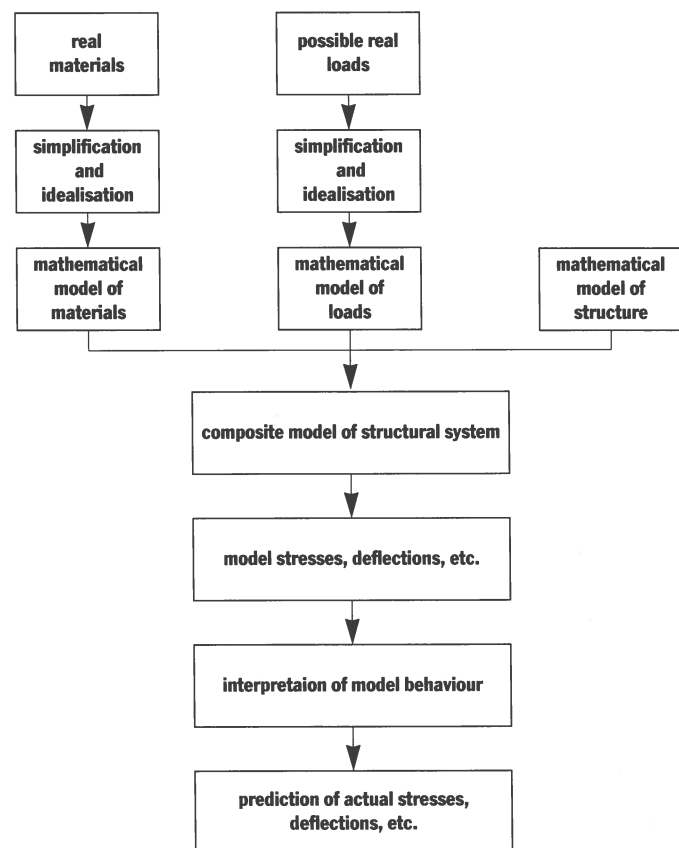 real
materials
possible real
loads
simplification
and
idealisation
simplification
and
idealisation
mathematical
model of
materials
mathematical
model of
loads
mathematical
model of
structure
composite model of structural system
model stresses, deflections, etc.
interpretaion of model behaviour
prediction of actual stresses,
deflections, etc.